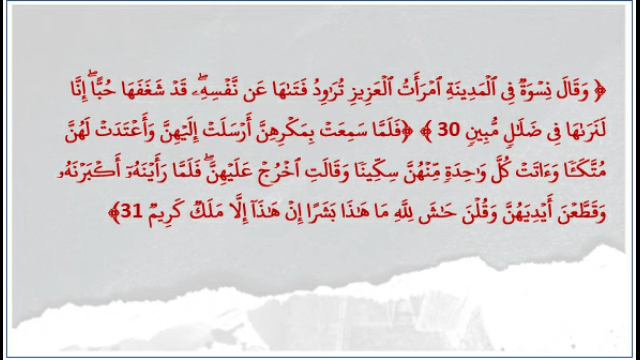 ﴿ وَقَالَ نِسْوَةٌ فِي ٱلْمَدِينَةِ ٱمْرَأَتُ ٱلْعَزِيزِ تُرَٰوِدُ فَتَىٰهَا عَن نَّفْسِهِۦۖ قَدْ شَغَفَهَا حُبًّاۖ إِنَّا
لَنَرَىٰهَا فِي ضَلَٰلٖ مُّبِينٖ 30 ﴾ ﴿فَلَمَّا سَمِعَتْ بِمَكْرِهِنَّ أَرْسَلَتْ إِلَيْهِنَّ وَأَعْتَدَتْ لَهُنَّ
مُتَّكَـٔٗا وَءَاتَتْ كُلَّ وَٰحِدَةٖ مِّنْهُنَّ سِكِّينٗا وَقَالَتِ ٱخْرُجْ عَلَيْهِنَّۖ فَلَمَّا رَأَيْنَهُۥٓ أَكْبَرْنَهُۥ
وَقَطَّعْنَ أَيْدِيَهُنَّ وَقُلْنَ حَٰشَ لِلَّهِ مَا هَٰذَا بَشَرًا إِنْ هَٰذَآ إِلَّا مَلَكٞ كَرِيمٞ 31﴾